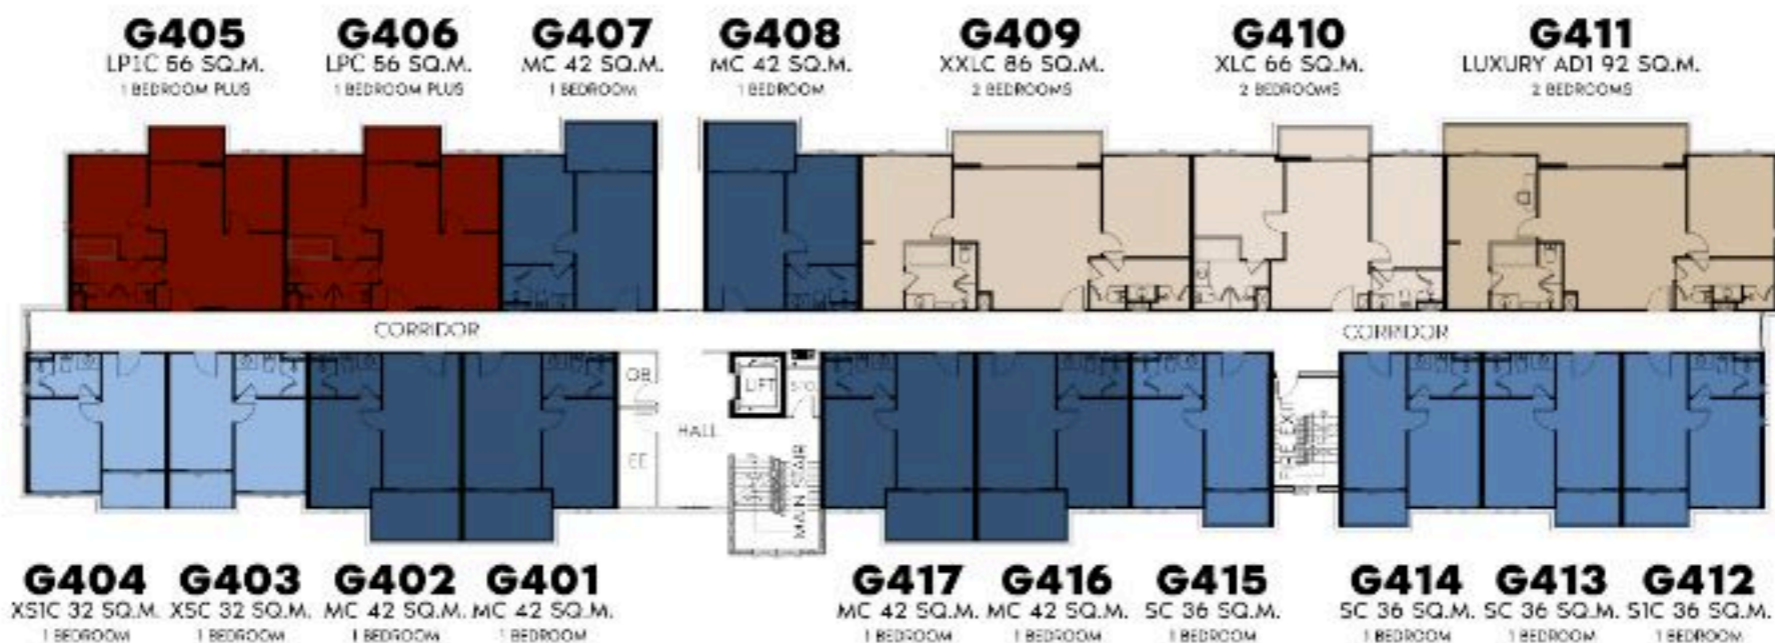 G405
LP1C 56 SQ.M.
1 BEDROOM PLUS
G406
LPC 56 SQ.M.
1 BEDROOM PLUS
G407
MC 42 SQ.M.
1 BEDROOM
G408
MC 42 SQ.M.
1 BEDROOM
G409
XXLC 86 SQ.M.
2 BEDROOMS
G410
XLC 66 SQ.M.
2 BEDROOMS
G411
LUXURY AD1 92 SQ.M.
2 BEDROOMS
CORRIDOR
CORRIDOR
GB
LIFT
STO.
HALL
EE
MAIN STAIR
FIRE EXIT
G404
XS1C 32 SQ.M.
1 BEDROOM
G403
XSC 32 SQ.M.
1 BEDROOM
G402
MC 42 SQ.M.
1 BEDROOM
G401
MC 42 SQ.M.
1 BEDROOM
G417
MC 42 SQ.M.
1 BEDROOM
G416
MC 42 SQ.M.
1 BEDROOM
G415
SC 36 SQ.M.
1 BEDROOM
G414
SC 36 SQ.M.
1 BEDROOM
G413
SC 36 SQ.M.
1 BEDROOM
G412
S1C 36 SQ.M.
1 BEDROOM